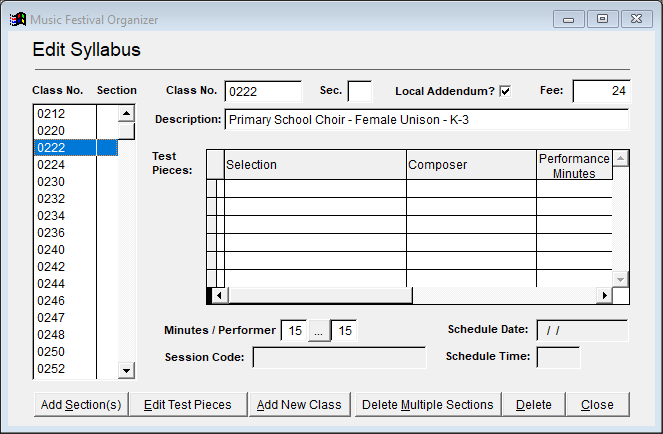 Music Festival Organizer
Edit Syllabus
Class No. Section
Class No. 0222 Sec. Local Addendum? Fee: 24
Description: Primary School Choir - Female Unison - K-3
0212
0220
0222
0224
0230
0232
0234
0236
0240
0242
0244
0246
0247
0248
0250
0252
Test
Pieces:
Selection Composer Performance
Minutes
Minutes / Performer 15 ... 15 Schedule Date: / /
Session Code: Schedule Time:
Add Section(s) Edit Test Pieces Add New Class Delete Multiple Sections Delete Close